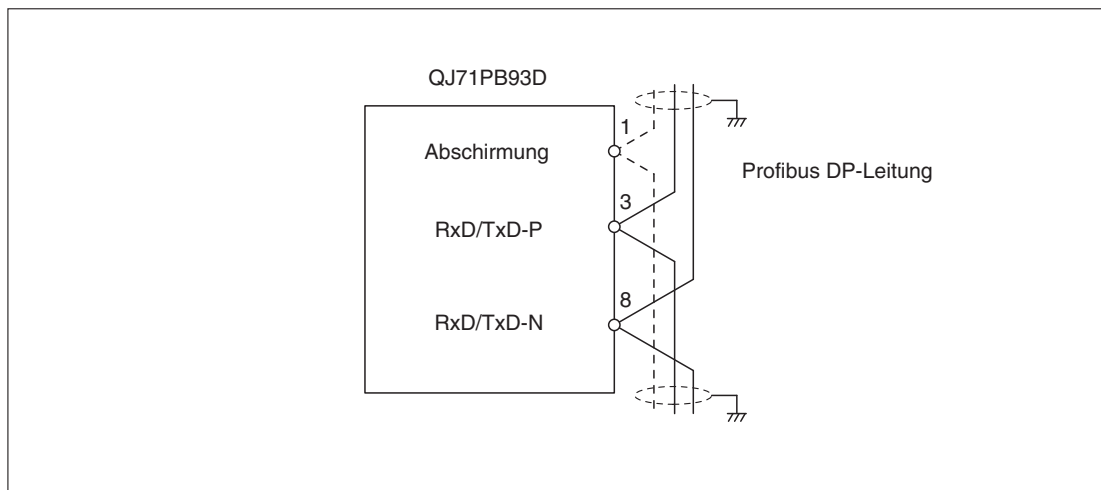 QJ71PB93D
1
Abschirmung
Profibus DP-Leitung
3
RxD/TxD-P
8
RxD/TxD-N